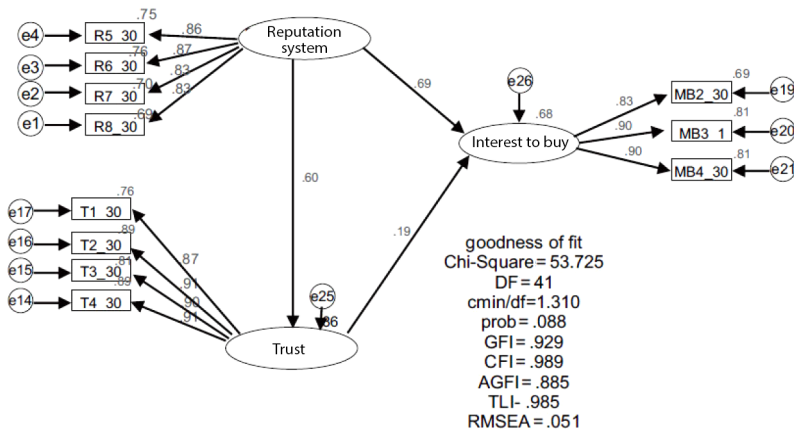 .75
e4
R5_30
.86
Reputation
system
.76
e3
R6_30
.87
.70
e2
R7_30
.83
.69
e1
R8_30
.83
.69
e26
.68
Interest to buy
.83
.69
MB2_30
e19
.90
.81
MB3_1
e20
.90
.81
MB4_30
e21
.60
.19
.76
e17
T1_30
.87
.89
e16
T2_30
.91
.81
e15
T3_30
.90
.89
e14
T4_30
.91
e25
Trust
goodness of fit
Chi-Square= 53.725
DF= 41
cmin/df=1.310
prob= .088
GFI= .929
CFI= .989
AGFI= .885
TLI- .985
RMSEA= .051